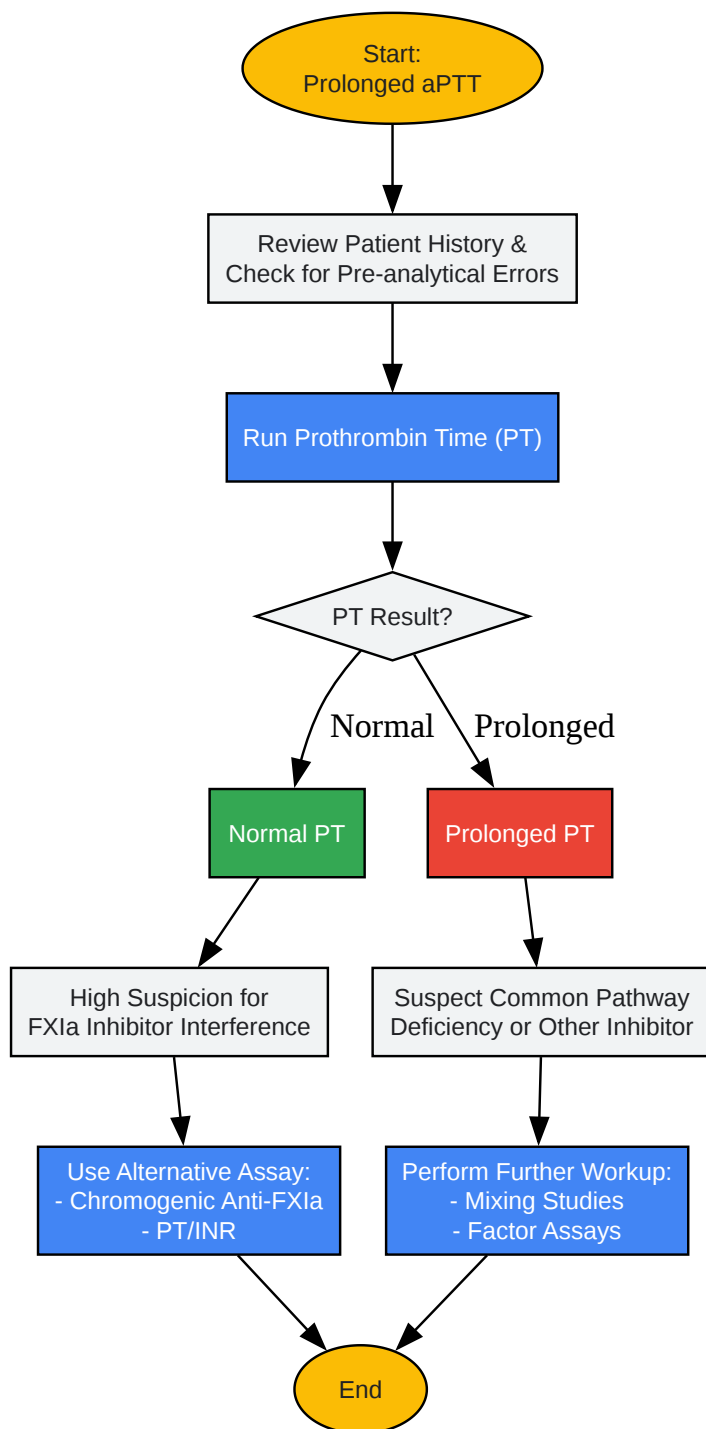 Start:
Prolonged aPTT
Review Patient History &
Check for Pre-analytical Errors
Run Prothrombin Time (PT)
PT Result?
Normal
Prolonged
Normal PT
Prolonged PT
High Suspicion for
FXIa Inhibitor Interference
Suspect Common Pathway
Deficiency or Other Inhibitor
Use Alternative Assay:
- Chromogenic Anti-FXIa
- PT/INR
Perform Further Workup:
- Mixing Studies
- Factor Assays
End